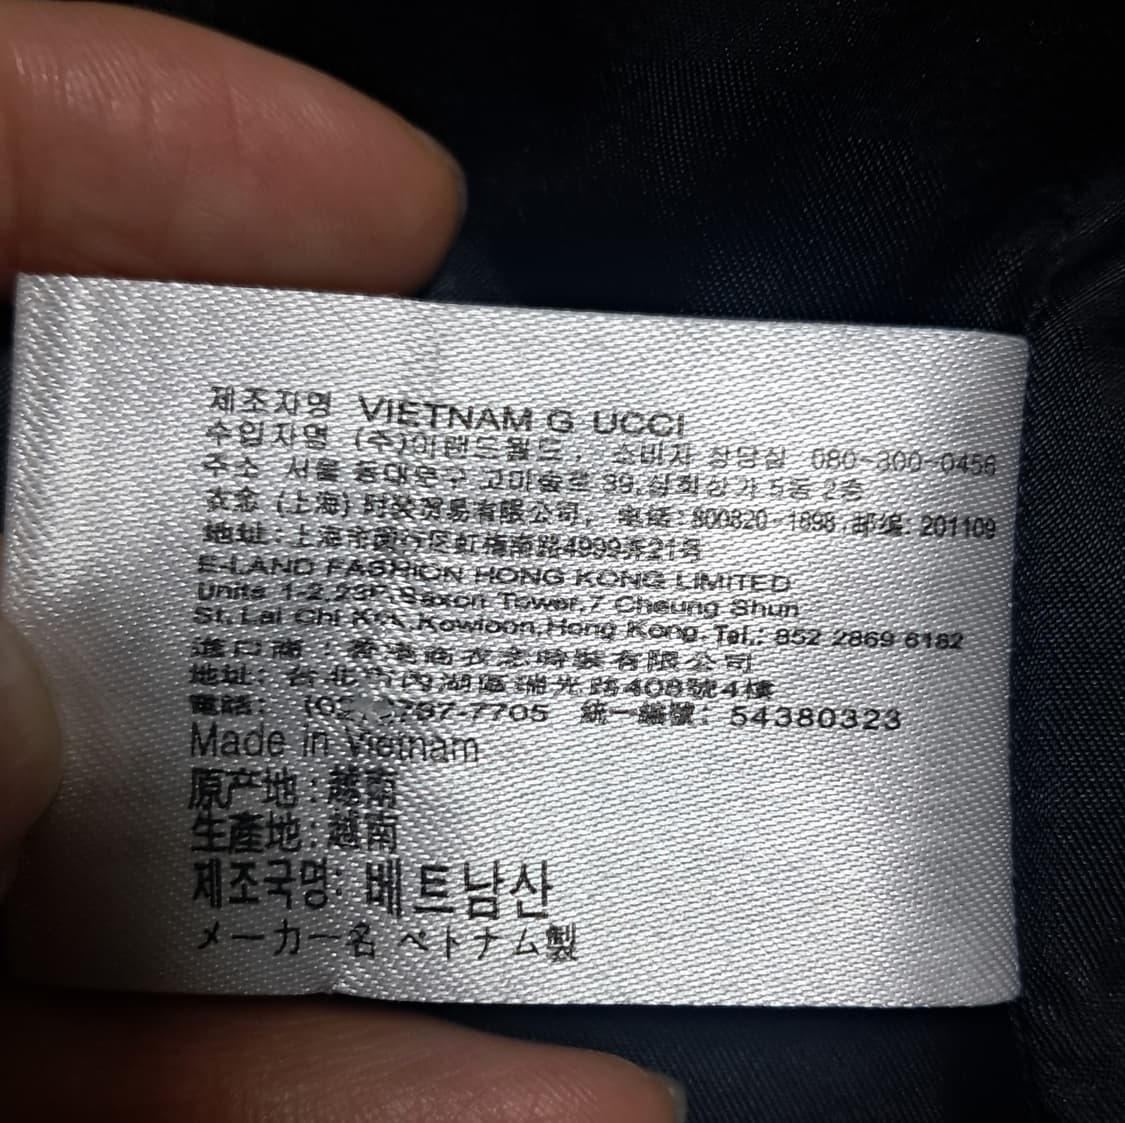 제조자명 VIETNAM G UCCI
수입자명 (주)이랜드월드, 소비자 상담실 080-300-0456
주소 서울 동대문구 고미술로 39,삼희상가 5동 2층
衣念 (上海) 时装贸易有限公司, 电话:800820-1898,邮编:201109
地址:上海市闵行区虹梅南路4999弄21号
E-LAND FASHION HONG KONG LIMITED
Units 1-2,23F, Saxon Tower,7 Cheung Shun
St, Lai Chi Kok, Kowloon,Hong Kong. Tel.: 852 2869 6182
進口商 : 香港商衣念時裝有限公司
地址: 台北市內湖區瑞光路408號4樓
電話: (02) 797-7705 統一編號: 54380323
Made in Vietnam
原产地:越南
生產地:越南
제조국명: 베트남산
メーカー名 ベトナム製